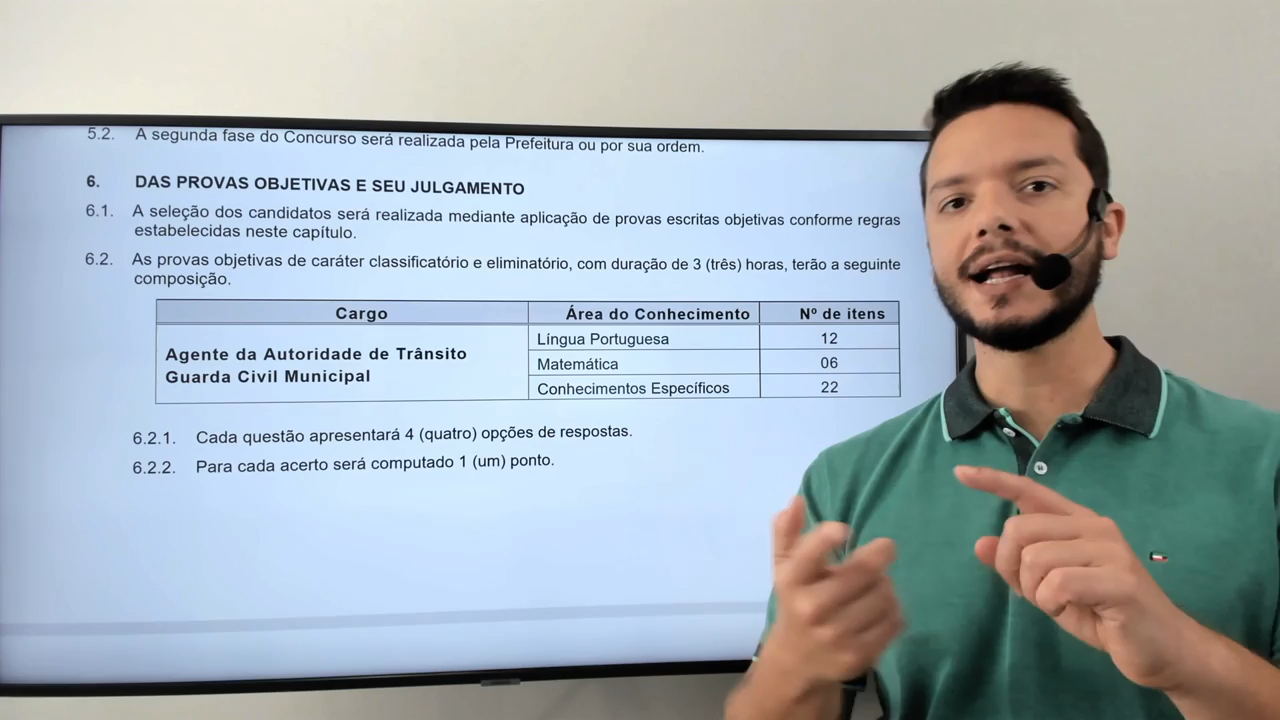 5.2. A segunda fase do Concurso será realizada pela Prefeitura ou por sua ordem.
6. DAS PROVAS OBJETIVAS E SEU JULGAMENTO
6.1. A seleção dos candidatos será realizada mediante aplicação de provas escritas objetivas conforme regras
estabelecidas neste capítulo.
6.2. As provas objetivas de caráter classificatório e eliminatório, com duração de 3 (três) horas, terão a seguinte
composição.
Cargo Área do Conhecimento Nº de itens
Agente da Autoridade de Trânsito
Guarda Civil Municipal
Língua Portuguesa 12
Matemática 06
Conhecimentos Específicos 22
6.2.1. Cada questão apresentará 4 (quatro) opções de respostas.
6.2.2. Para cada acerto será computado 1 (um) ponto.